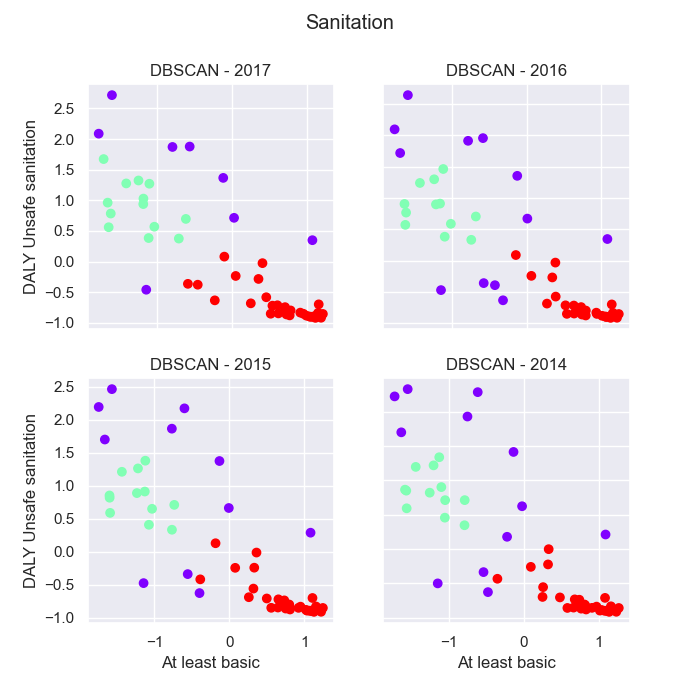 Sanitation
DBSCAN - 2017
DBSCAN - 2016
DALY Unsafe sanitation
2.5
2.0
1.5
1.0
0.5
0.0
−0.5
−1.0
DBSCAN - 2015
DBSCAN - 2014
DALY Unsafe sanitation
2.5
2.0
1.5
1.0
0.5
0.0
−0.5
−1.0
−1 0 1
−1 0 1
At least basic
At least basic